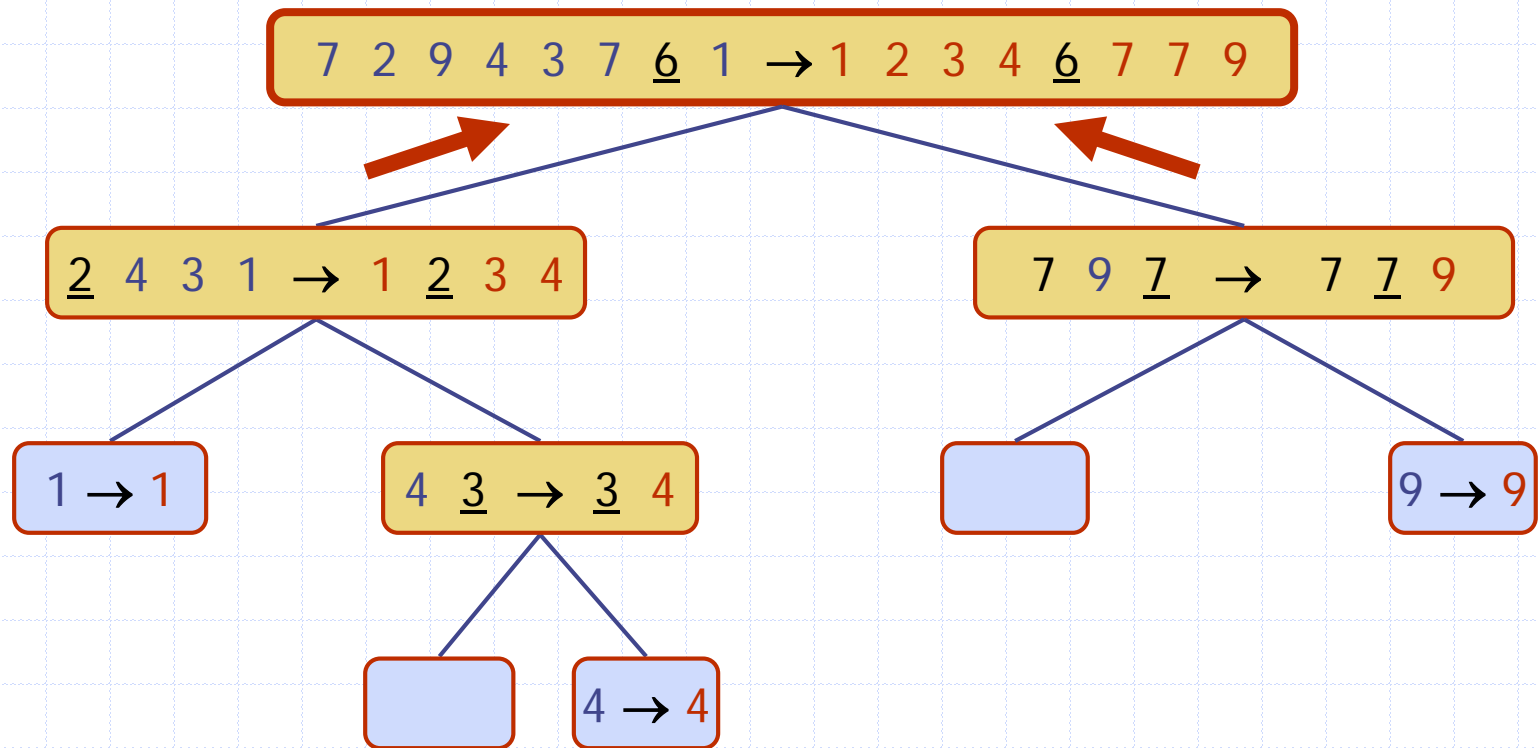 7 2 9 4 3 7 6 1 → 1 2 3 4 6 7 7 9
2 4 3 1 → 1 2 3 4
7 9 7 → 7 7 9
1 → 1
4 3 → 3 4
9 → 9
4 → 4